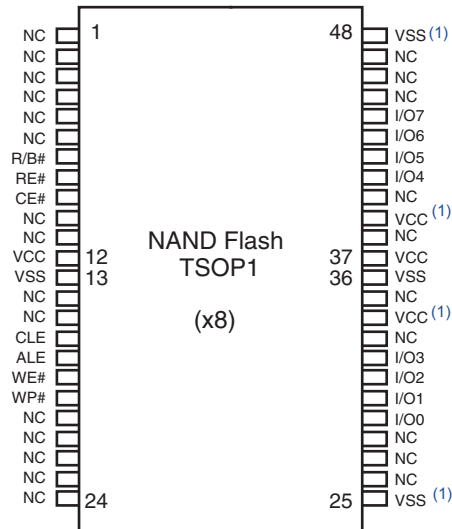 NC 1 48 VSS (1)
NC NC
NC NC
NC NC
NC I/O7
NC I/O6
R/B# I/O5
RE# I/O4
CE# NC
NC VCC (1)
NC NC
VCC 12 37 VCC
VSS 13 36 VSS
NAND Flash
TSOP1
(x8)
NC NC
NC VCC (1)
CLE NC
ALE I/O3
WE# I/O2
WP# I/O1
NC I/O0
NC NC
NC NC
NC NC
NC 24 25 VSS (1)